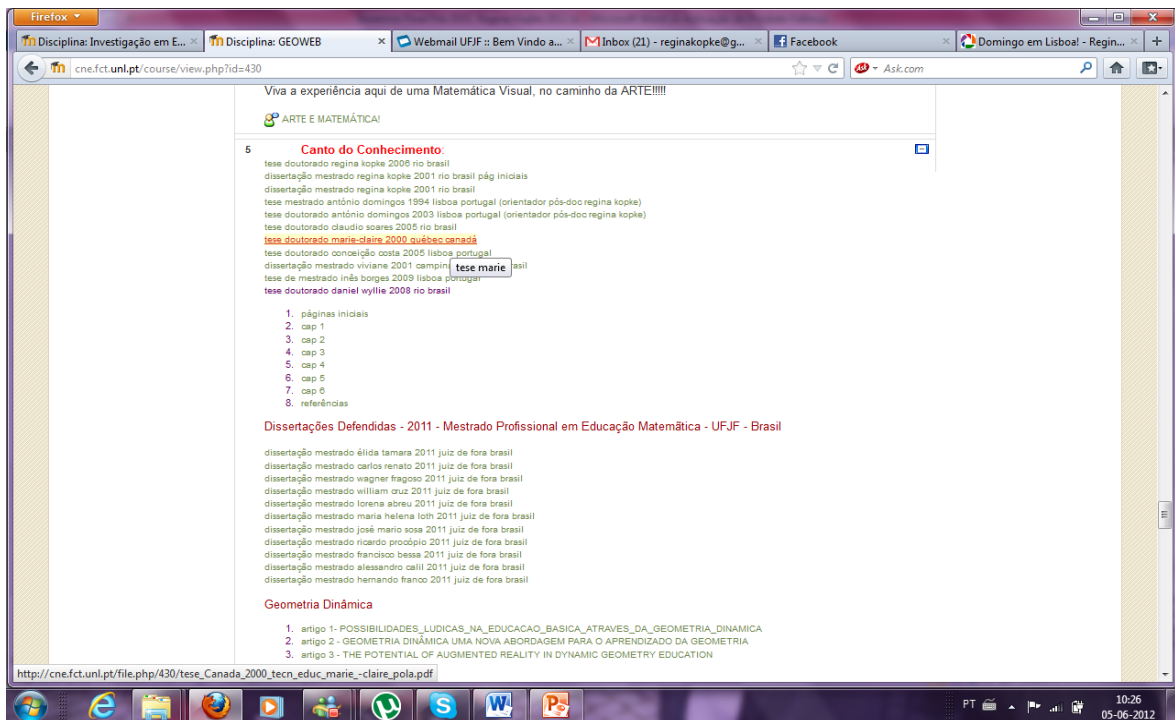 Firefox
Disciplina: Investigação em E...
Disciplina: GEOWEB
Webmail UFJF :: Bem Vindo a...
Inbox (21) - reginakopke@g...
Facebook
Domingo em Lisboa! - Regin...
cne.fct.unl.pt/course/view.php?id=430
Ask.com
Viva a experiência aqui de uma Matemática Visual, no caminho da ARTE!!!!!
ARTE E MATEMÁTICA!
5 Canto do Conhecimento:
tese doutorado regina kopke 2006 rio brasil
dissertação mestrado regina kopke 2001 rio brasil pág iniciais
dissertação mestrado regina kopke 2001 rio brasil
tese mestrado antónio domingos 1994 lisboa portugal (orientador pós-doc regina kopke)
tese doutorado antónio domingos 2003 lisboa portugal (orientador pós-doc regina kopke)
tese doutorado claudio soares 2005 rio brasil
tese doutorado marie-claire 2000 québec canadá
tese doutorado conceição costa 2005 lisboa portugal
dissertação mestrado viviane 2001 campin rasil
tese marie
tese de mestrado inês borges 2009 lisboa portugal
tese doutorado daniel wyllie 2008 rio brasil
1. páginas iniciais
2. cap 1
3. cap 2
4. cap 3
5. cap 4
6. cap 5
7. cap 6
8. referências
Dissertações Defendidas - 2011 - Mestrado Profissional em Educação Matemática - UFJF - Brasil
dissertação mestrado élida tamara 2011 juiz de fora brasil
dissertação mestrado carlos renato 2011 juiz de fora brasil
dissertação mestrado wagner fragoso 2011 juiz de fora brasil
dissertação mestrado william cruz 2011 juiz de fora brasil
dissertação mestrado lorena abreu 2011 juiz de fora brasil
dissertação mestrado maria helena loth 2011 juiz de fora brasil
dissertação mestrado josé mario sosa 2011 juiz de fora brasil
dissertação mestrado ricardo procópio 2011 juiz de fora brasil
dissertação mestrado francisco bessa 2011 juiz de fora brasil
dissertação mestrado alessandro calil 2011 juiz de fora brasil
dissertação mestrado hernando franco 2011 juiz de fora brasil
Geometria Dinâmica
1. artigo 1- POSSIBILIDADES_LUDICAS_NA_EDUCACAO_BASICA_ATRAVES_DA_GEOMETRIA_DINAMICA
2. artigo 2 - GEOMETRIA DINÂMICA UMA NOVA ABORDAGEM PARA O APRENDIZADO DA GEOMETRIA
3. artigo 3 - THE POTENTIAL OF AUGMENTED REALITY IN DYNAMIC GEOMETRY EDUCATION
http://cne.fct.unl.pt/file.php/430/tese_Canada_2000_tecn_educ_marie_-claire_pola.pdf
PT
10:26
05-06-2012